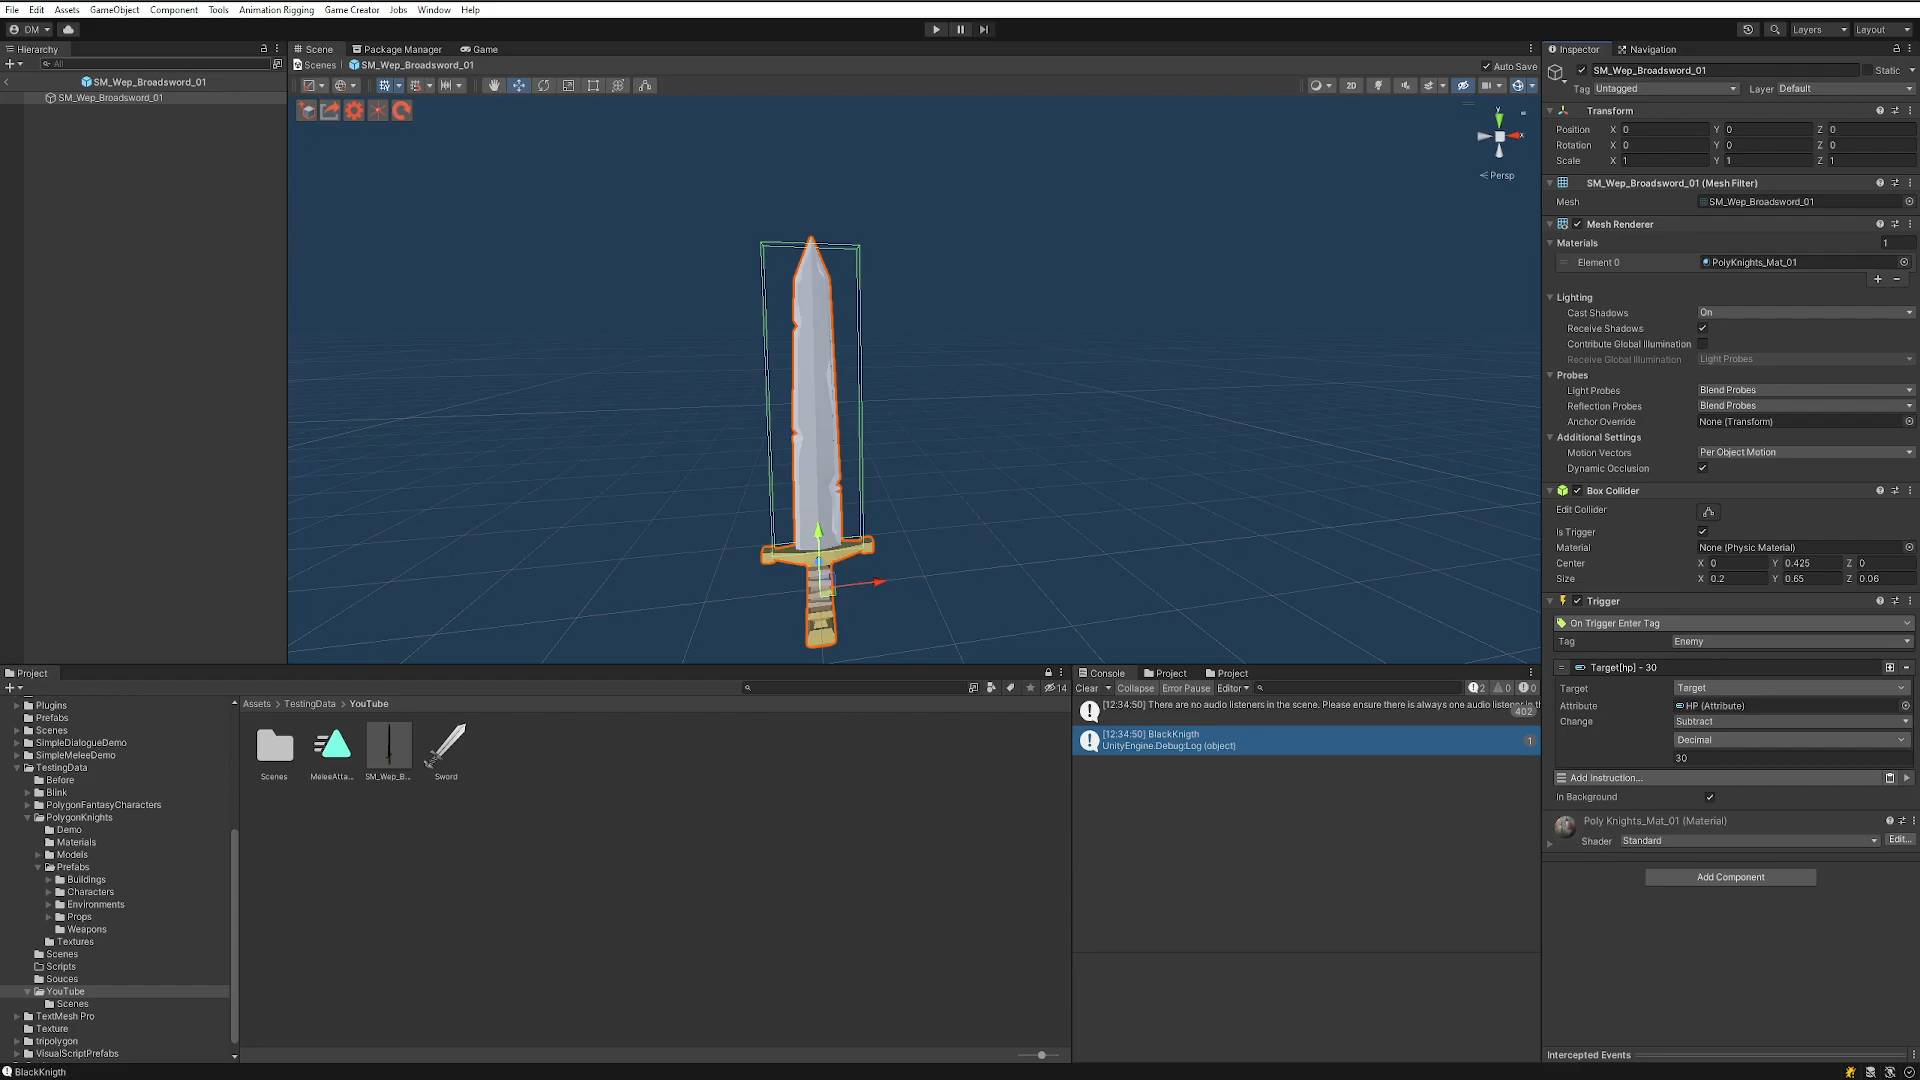 File Edit Assets GameObject Component Tools Animation Rigging Game Creator Jobs Window Help
DM Layers Layout
Hierarchy
All
SM_Wep_Broadsword_01
SM_Wep_Broadsword_01
Scene Package Manager Game
Scenes SM_Wep_Broadsword_01 Auto Save
2D
y
x
Persp
Inspector Navigation
SM_Wep_Broadsword_01 Static
Tag Untagged Layer Default
Transform
Position X 0 Y 0 Z 0
Rotation X 0 Y 0 Z 0
Scale X 1 Y 1 Z 1
SM_Wep_Broadsword_01 (Mesh Filter)
Mesh SM_Wep_Broadsword_01
Mesh Renderer
Materials 1
Element 0 PolyKnights_Mat_01
Lighting
Cast Shadows On
Receive Shadows
Contribute Global Illumination
Receive Global Illumination Light Probes
Probes
Light Probes Blend Probes
Reflection Probes Blend Probes
Anchor Override None (Transform)
Additional Settings
Motion Vectors Per Object Motion
Dynamic Occlusion
Box Collider
Edit Collider
Is Trigger
Material None (Physic Material)
Center X 0 Y 0.425 Z 0
Size X 0.2 Y 0.65 Z 0.06
Trigger
On Trigger Enter Tag
Tag Enemy
Target[hp] - 30
Target Target
Attribute HP (Attribute)
Change Subtract
Decimal
30
Add Instruction...
In Background
Poly Knights_Mat_01 (Material)
Shader Standard Edit...
Add Component
Intercepted Events
Project
14
Plugins
Prefabs
Scenes
SimpleDialogueDemo
SimpleMeleeDemo
TestingData
Before
Blink
PolygonFantasyCharacters
PolygonKnights
Demo
Materials
Models
Prefabs
Buildings
Characters
Environments
Props
Weapons
Textures
Scenes
Scripts
Souces
YouTube
Scenes
TextMesh Pro
Texture
tripolygon
VisualScriptPrefabs
Assets > TestingData > YouTube
Scenes MeleeAtta... SM_Wep_B... Sword
Console Project Project
Clear Collapse Error Pause Editor 2 0 0
[12:34:50] There are no audio listeners in the scene. Please ensure there is always one audio listener in th
402
[12:34:50] BlackKnigth
UnityEngine.Debug:Log (object)
1
BlackKnigth